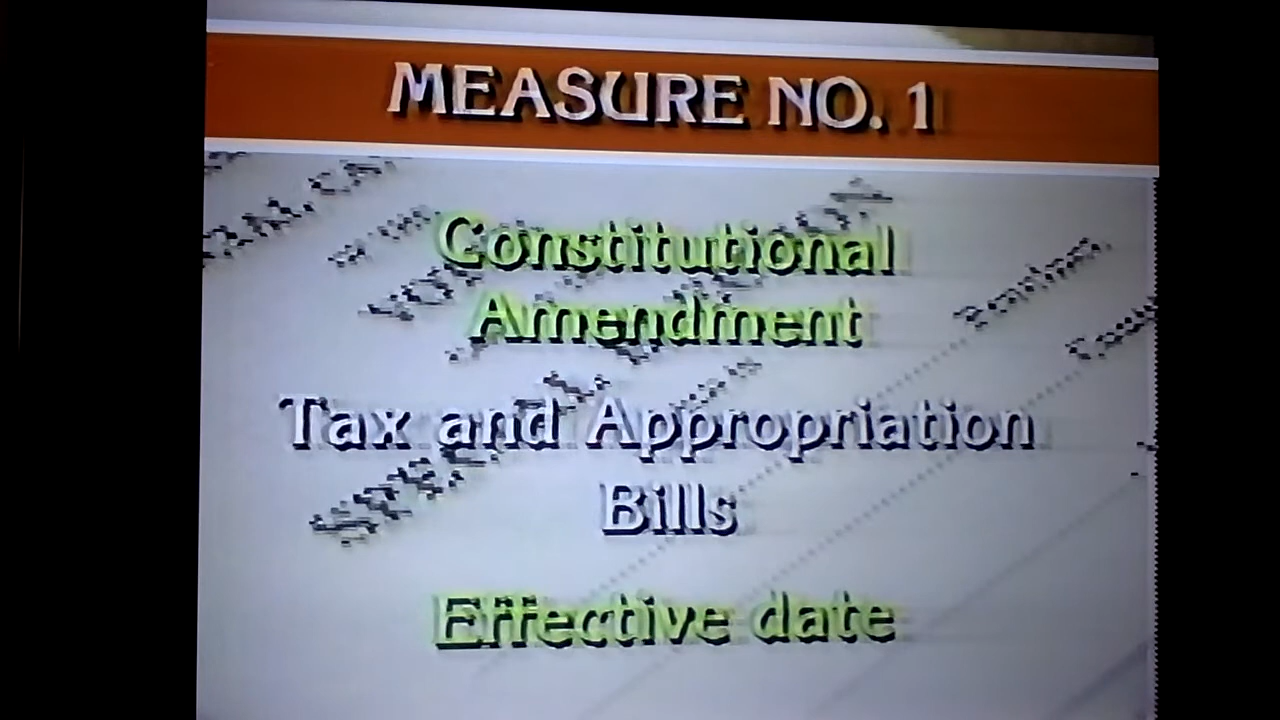 MEASURE NO. 1
Constitutional
Amendment
Tax and Appropriation
Bills
Effective date